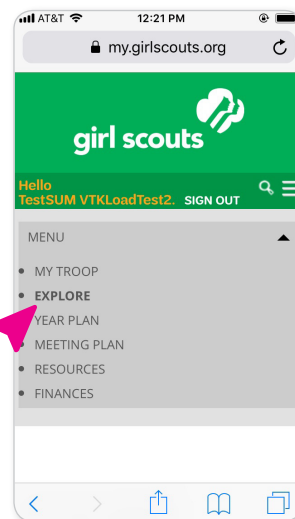 AT&T 12:21 PM
my.girlscouts.org
girl scouts
Hello
TestSUM VTKLoadTest2. SIGN OUT
MENU
MY TROOP
EXPLORE
YEAR PLAN
MEETING PLAN
RESOURCES
FINANCES